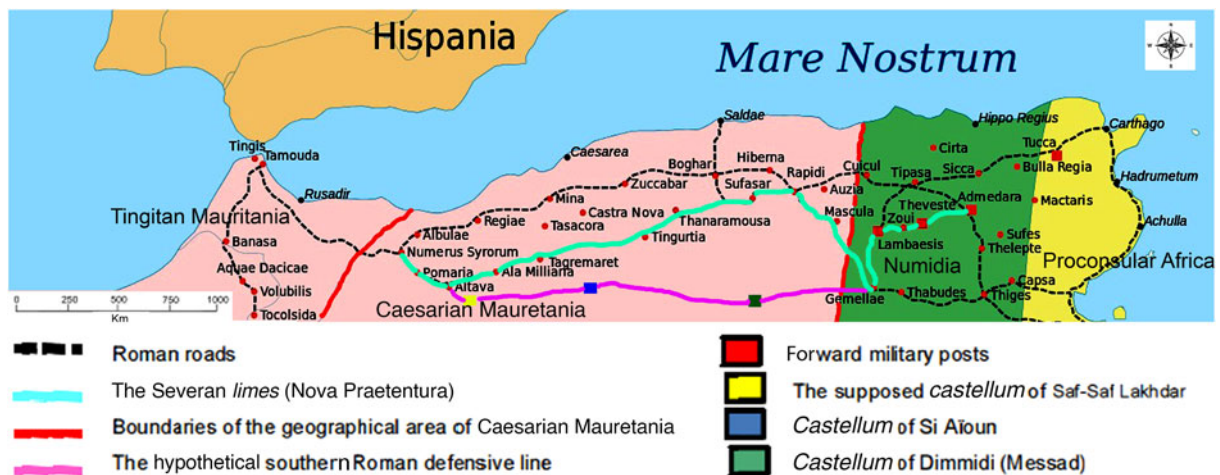 Hispania
Mare Nostrum
N
W E
S
Saldae
Hippo Regius
Carthago
Tingis
Tamouda
Caesarea
Boghar
Hiberna
Rapidi
Cuicul
Cirta
Tipasa
Sicca
Tucca
Bulla Regia
Rusadir
Zuccabar
Sufasar
Auzia
Theveste
Admedara
Hadrumetum
Tingitan Mauritania
Mina
Castra Nova
Thanaramousa
Mascula
Zoui
Mactaris
Achulla
Albulae
Regiae
Tasacora
Tingurtia
Lambaesis
Sufes
Banasa
Numerus Syrorum
Thelepte
Aquae Dacicae
Pomaria
Ala Milliaria
Tagremaret
Numidia
Proconsular Africa
Volubilis
Altava
Gemellae
Thabudes
Capsa
Thiges
0 250 500 750 1000
Km
Tocolsida
Caesarian Mauretania
Roman roads
The Severan limes (Nova Praetentura)
Boundaries of the geographical area of Caesarian Mauretania
The hypothetical southern Roman defensive line
Forward military posts
The supposed castellum of Saf-Saf Lakhdar
Castellum of Si Aïoun
Castellum of Dimmidi (Messad)